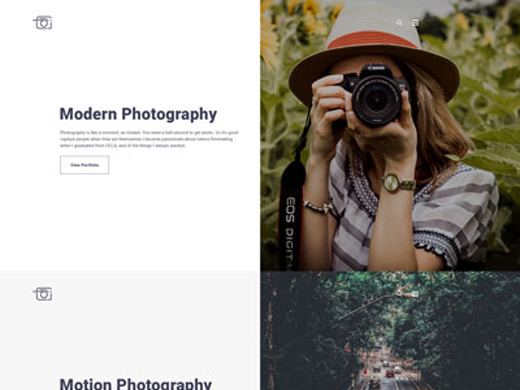 Modern Photography
Photography is like a moment, an instant. You need a half-second to get photo. So it's good
capture people when they are themselves I became passionate about nature filmmaking
when I graduated from UCLA, and of the things I always wanted.
View Portfolio
Canon
EOS DIGITA
Motion Photography